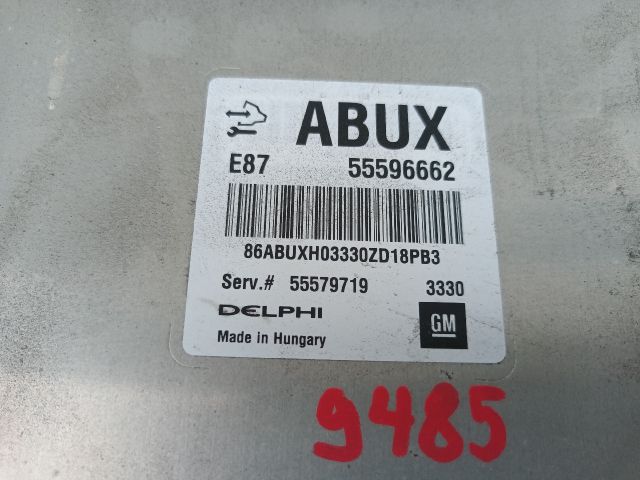 ABUX
E87 55596662
86ABUXH03330ZD18PB3
Serv.# 55579719 3330
DELPHI GM
Made in Hungary
9485